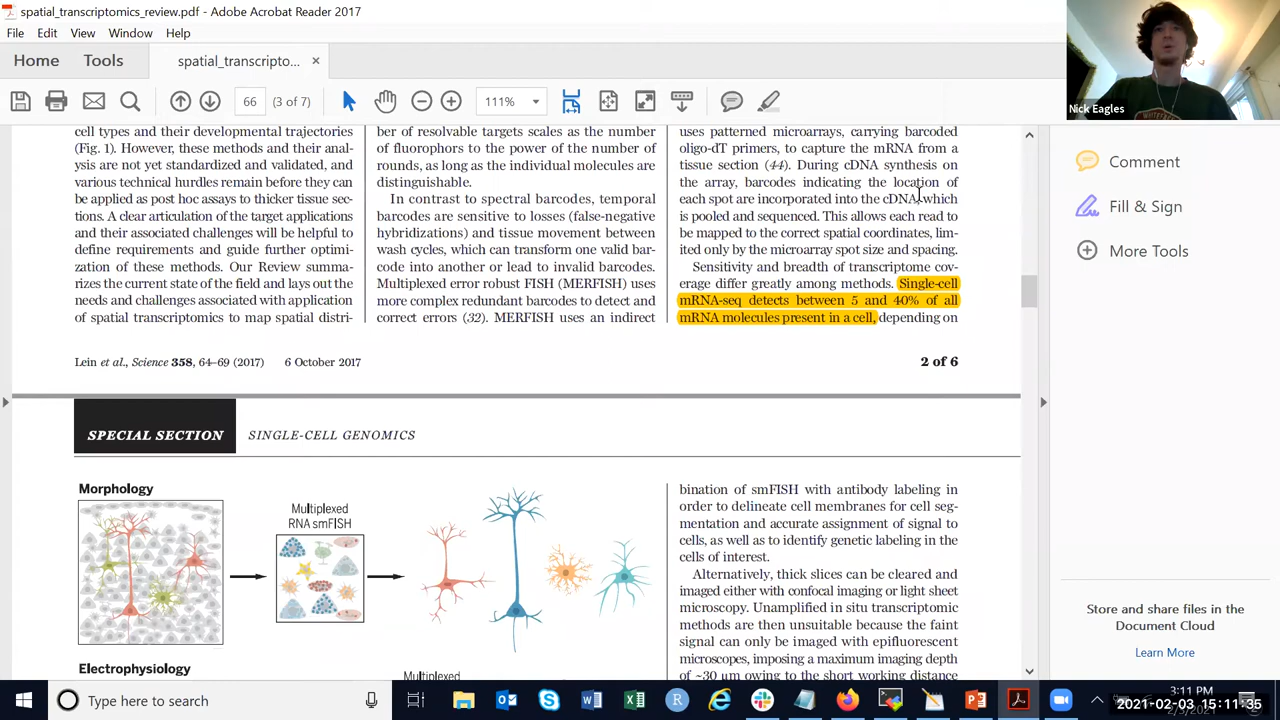 spatial_transcriptomics_review.pdf - Adobe Acrobat Reader 2017
File Edit View Window Help
Home Tools spatial_transcripto... ×
66 (3 of 7) 111%
Nick Eagles
cell types and their developmental trajectories
(Fig. 1). However, these methods and their anal-
ysis are not yet standardized and validated, and
various technical hurdles remain before they can
be applied as post hoc assays to thicker tissue sec-
tions. A clear articulation of the target applications
and their associated challenges will be helpful to
define requirements and guide further optimi-
zation of these methods. Our Review summa-
rizes the current state of the field and lays out the
needs and challenges associated with application
of spatial transcriptomics to map spatial distri-
ber of resolvable targets scales as the number
of fluorophors to the power of the number of
rounds, as long as the individual molecules are
distinguishable.
In contrast to spectral barcodes, temporal
barcodes are sensitive to losses (false-negative
hybridizations) and tissue movement between
wash cycles, which can transform one valid bar-
code into another or lead to invalid barcodes.
Multiplexed error robust FISH (MERFISH) uses
more complex redundant barcodes to detect and
correct errors (32). MERFISH uses an indirect
uses patterned microarrays, carrying barcoded
oligo-dT primers, to capture the mRNA from a
tissue section (44). During cDNA synthesis on
the array, barcodes indicating the location of
each spot are incorporated into the cDNA, which
is pooled and sequenced. This allows each read to
be mapped to the correct spatial coordinates, lim-
ited only by the microarray spot size and spacing.
Sensitivity and breadth of transcriptome cov-
erage differ greatly among methods. Single-cell
mRNA-seq detects between 5 and 40% of all
mRNA molecules present in a cell, depending on
Lein et al., Science 358, 64–69 (2017) 6 October 2017
2 of 6
SPECIAL SECTION SINGLE-CELL GENOMICS
Morphology
Multiplexed
RNA smFISH
Electrophysiology
Multiplexed
bination of smFISH with antibody labeling in
order to delineate cell membranes for cell seg-
mentation and accurate assignment of signal to
cells, as well as to identify genetic labeling in the
cells of interest.
Alternatively, thick slices can be cleared and
imaged either with confocal imaging or light sheet
microscopy. Unamplified in situ transcriptomic
methods are then unsuitable because the faint
signal can only be imaged with epifluorescent
microscopes, imposing a maximum imaging depth
of ~30 μm owing to the short working distance
Comment
Fill & Sign
More Tools
Store and share files in the
Document Cloud
Learn More
Type here to search
3:11 PM
2021-02-03 15:11:35